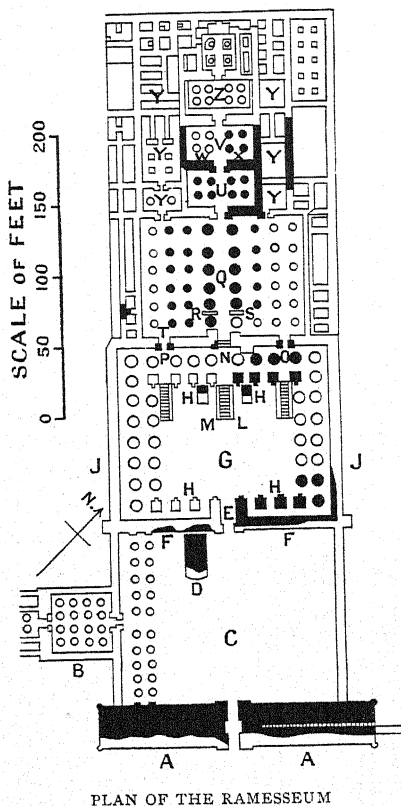 Y Z Y
V
W X
Y Y
U
Y Y
Q
R S
T
P N O
H H
M L
G
J J
H H
E
F F
D
C
B
A A
N.
SCALE OF FEET
0 50 100 150 200
PLAN OF THE RAMESSEUM